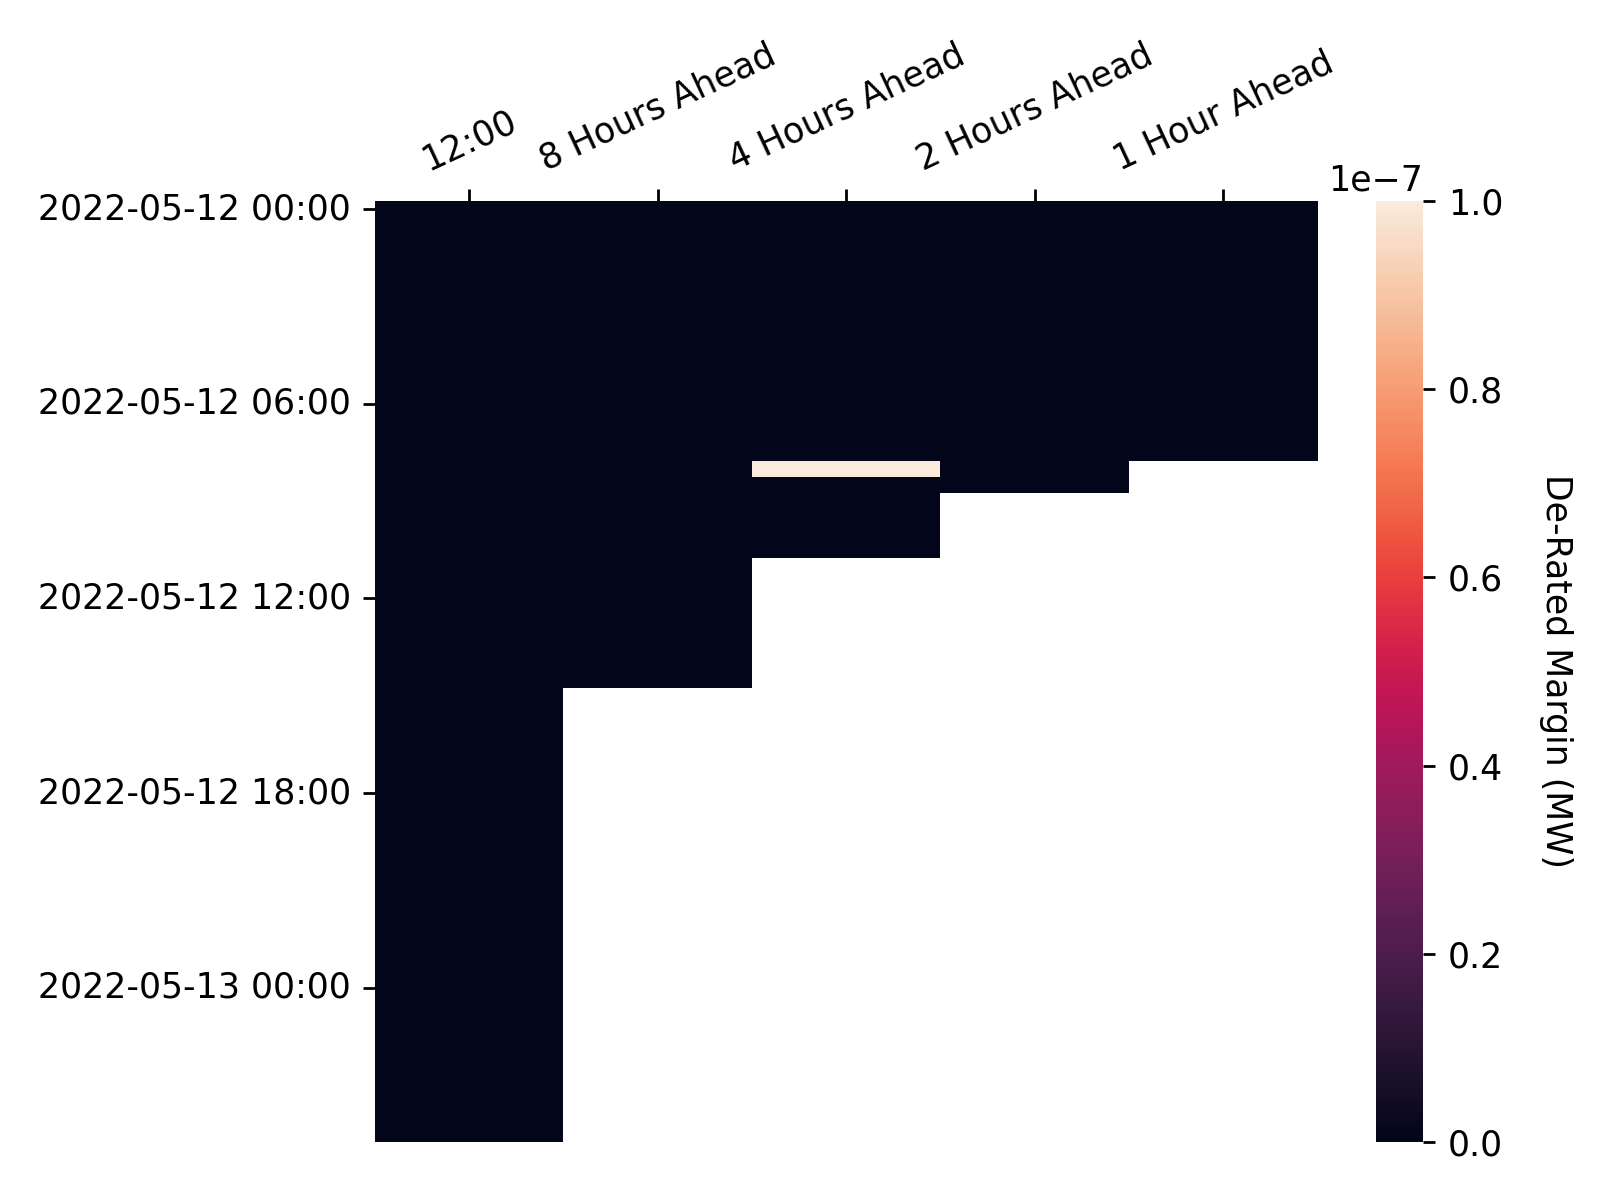 12:00
8 Hours Ahead
4 Hours Ahead
2 Hours Ahead
1 Hour Ahead
2022-05-12 00:00
2022-05-12 06:00
2022-05-12 12:00
2022-05-12 18:00
2022-05-13 00:00
1e−7
1.0
0.8
0.6
0.4
0.2
0.0
De-Rated Margin (MW)